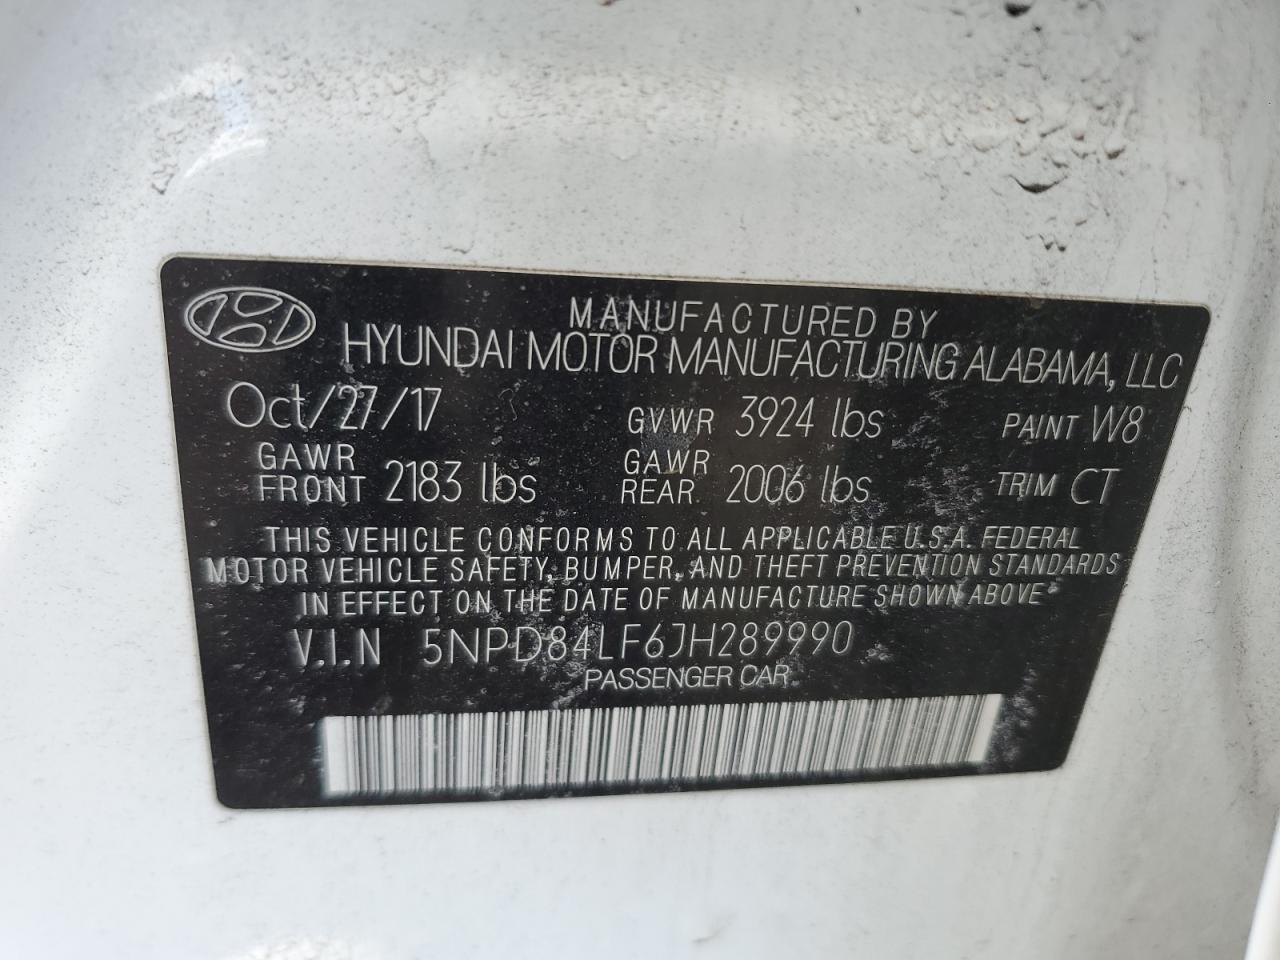 MANUFACTURED BY
HYUNDAI MOTOR MANUFACTURING ALABAMA, LLC
Oct/27/17 GVWR 3924 lbs PAINT W8
GAWR FRONT 2183 lbs GAWR REAR 2006 lbs TRIM CT
THIS VEHICLE CONFORMS TO ALL APPLICABLE U.S.A. FEDERAL
MOTOR VEHICLE SAFETY, BUMPER, AND THEFT PREVENTION STANDARDS
IN EFFECT ON THE DATE OF MANUFACTURE SHOWN ABOVE
V.I.N 5NPD84LF6JH289990
PASSENGER CAR